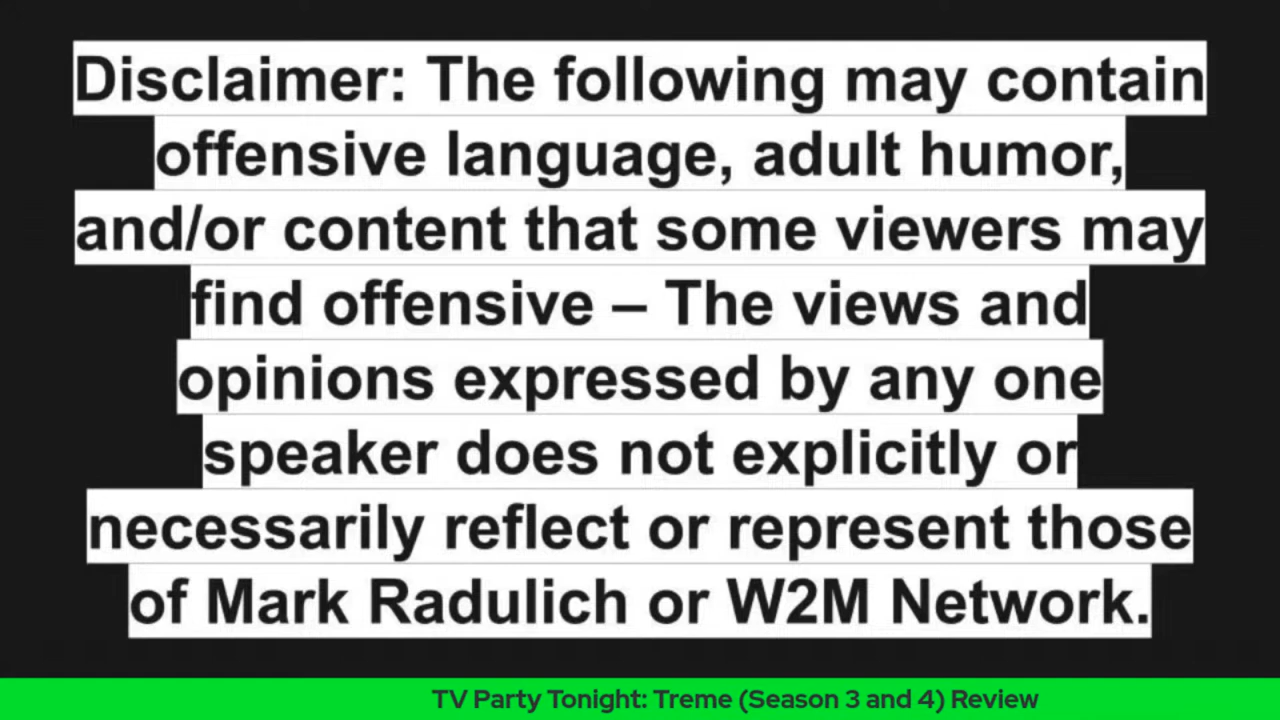 Disclaimer: The following may contain
offensive language, adult humor,
and/or content that some viewers may
find offensive – The views and
opinions expressed by any one
speaker does not explicitly or
necessarily reflect or represent those
of Mark Radulich or W2M Network.
TV Party Tonight: Treme (Season 3 and 4) Review